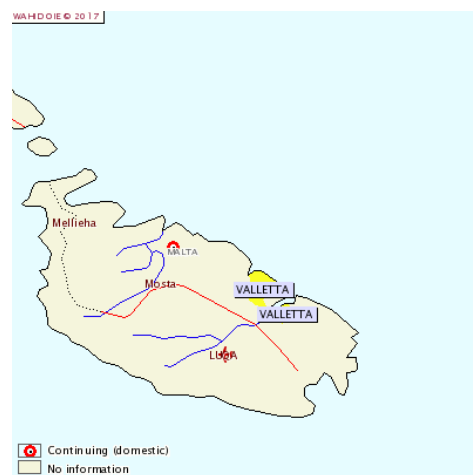 WAHIDOIE © 2017
Mellieha
MALTA
Mosta
VALLETTA
VALLETTA
LUQA
Continuing (domestic)
No information